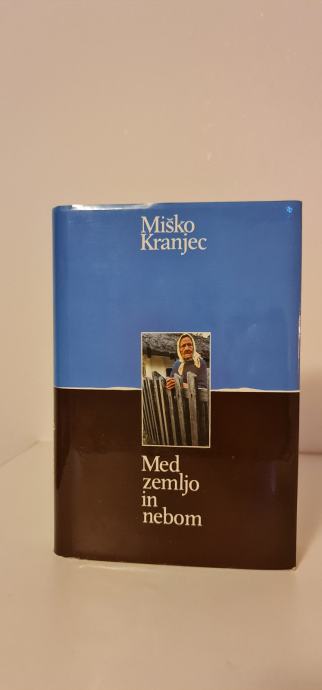 Miško
Kranjec
Med
zemljo
in
nebom